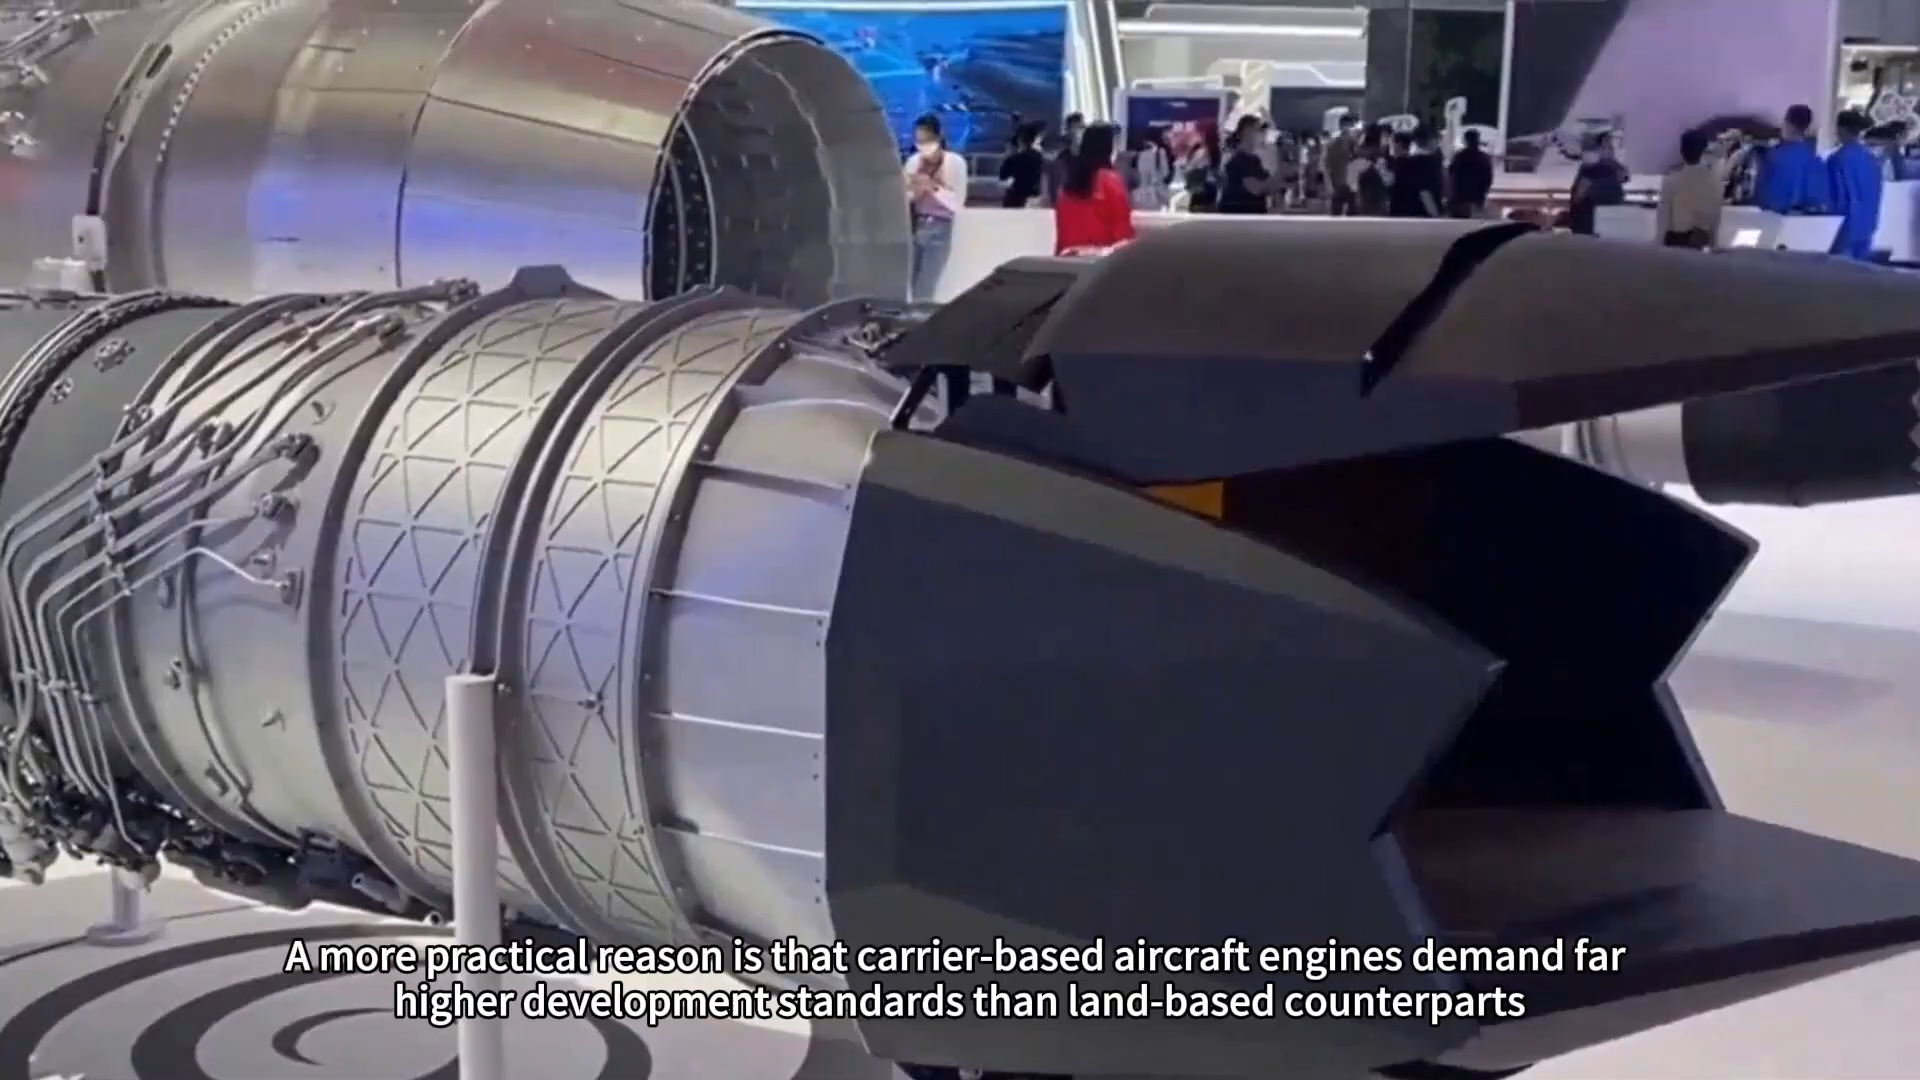 A more practical reason is that carrier-based aircraft engines demand far
higher development standards than land-based counterparts